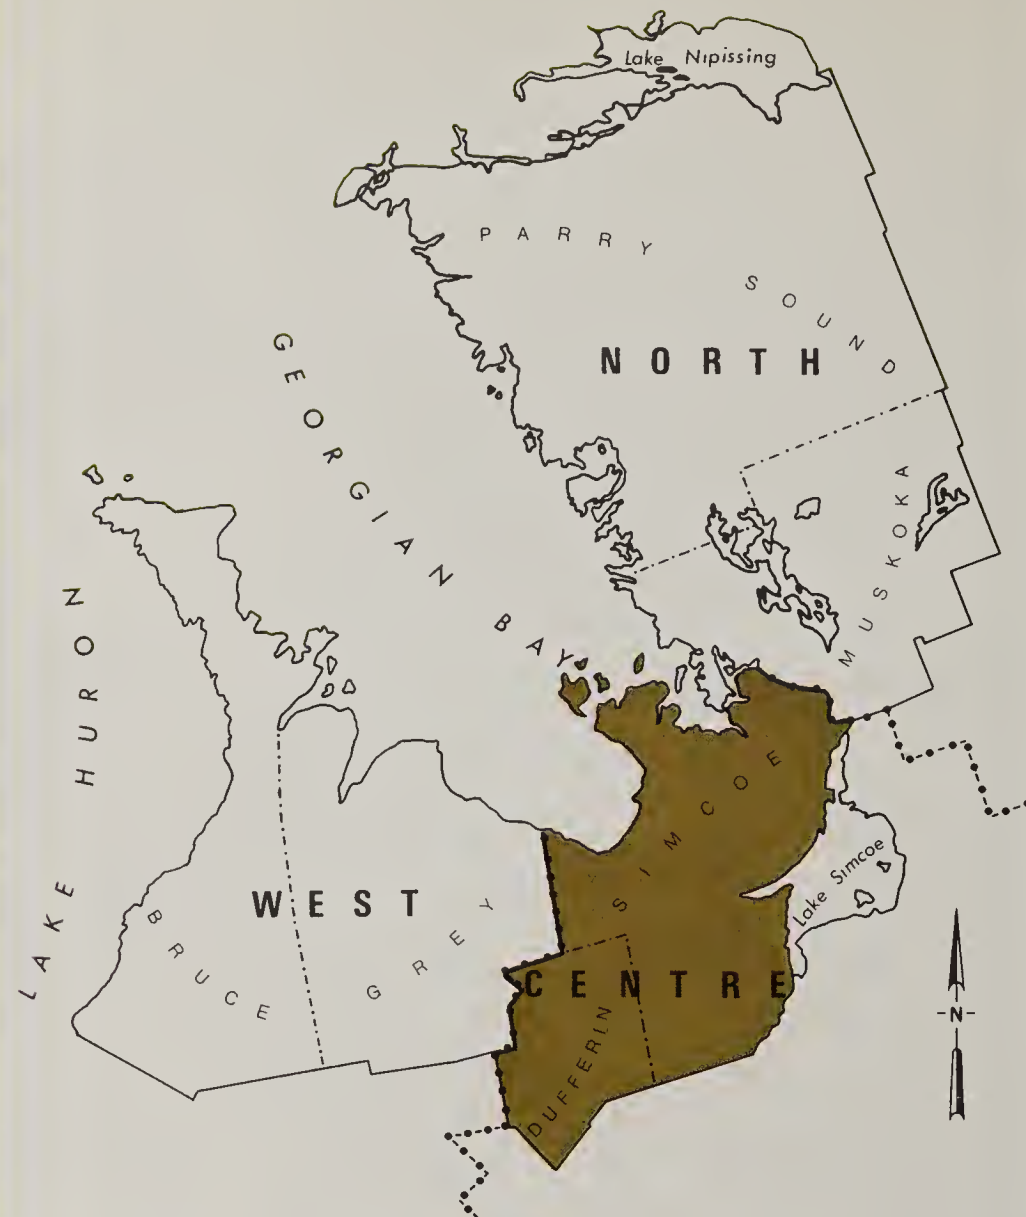 Lake Nipissing
PARRY SOUND
NORTH
GEORGIAN BAY
MUSKOKA
LAKE HURON
SIMCOE
Lake Simcoe
WEST
BRUCE
GREY
CENTRE
DUFFERIN
N